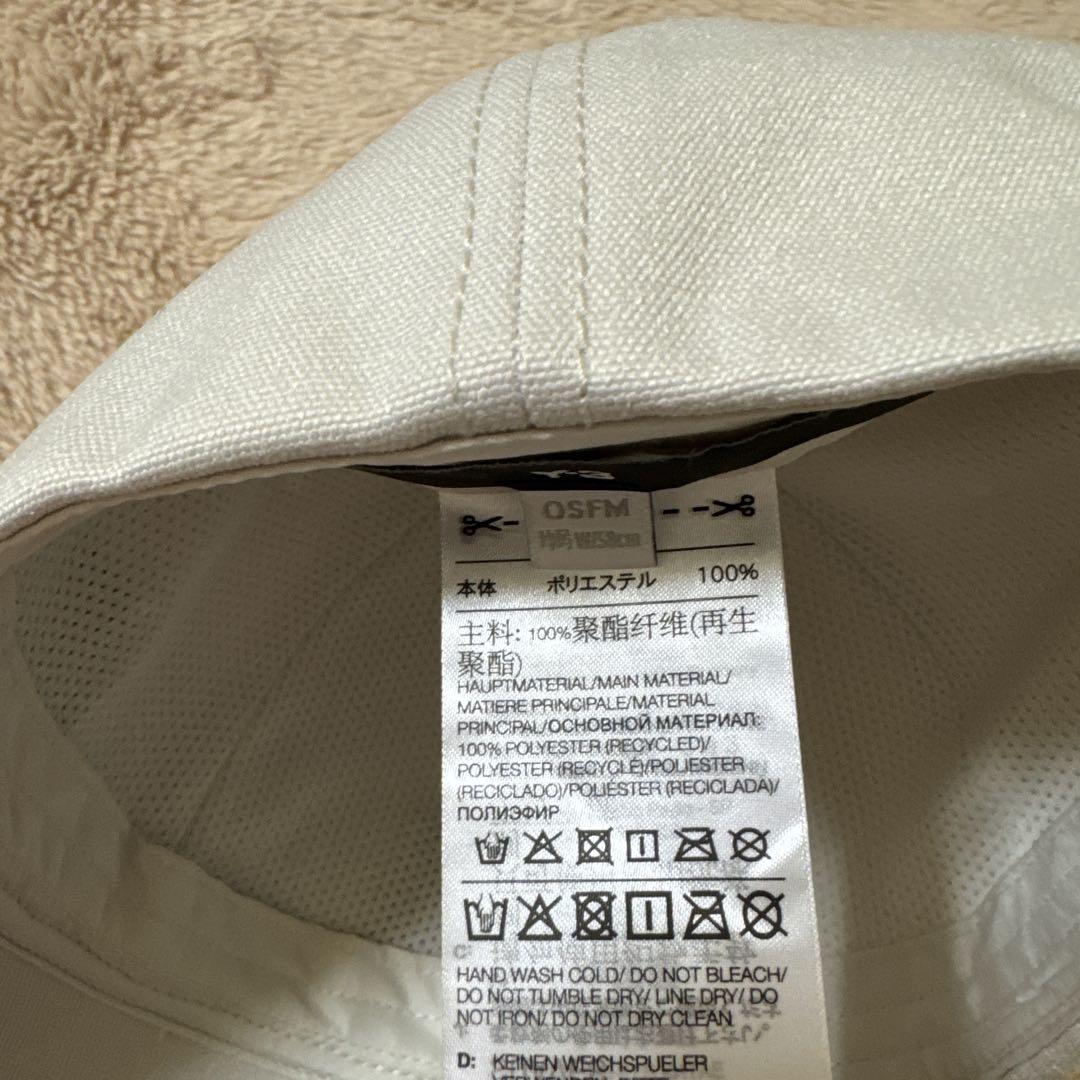 Y-3
OSFM
W/58cm
本体 ポリエステル 100%
主料: 100%聚酯纤维(再生
聚酯)
HAUPTMATERIAL/MAIN MATERIAL/
MATIERE PRINCIPALE/MATERIAL
PRINCIPAL/ОСНОВНОЙ МАТЕРИАЛ:
100% POLYESTER (RECYCLED)/
POLYESTER (RECYCLÉ)/POLIESTER
(RECICLADO)/POLIÉSTER (RECICLADA)/
ПОЛИЭФИР
HAND WASH COLD/ DO NOT BLEACH/
DO NOT TUMBLE DRY/ LINE DRY/ DO
NOT IRON/ DO NOT DRY CLEAN
D: KEINEN WEICHSPUELER